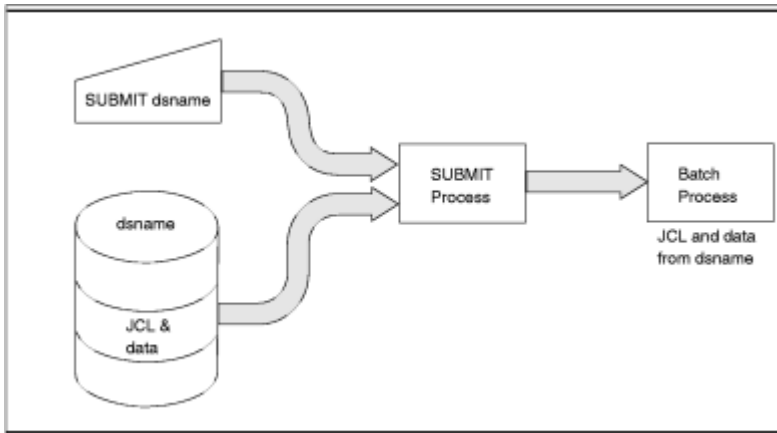 SUBMIT dsname
SUBMIT
Process
Batch
Process
JCL and data
from dsname
dsname
JCL &
data